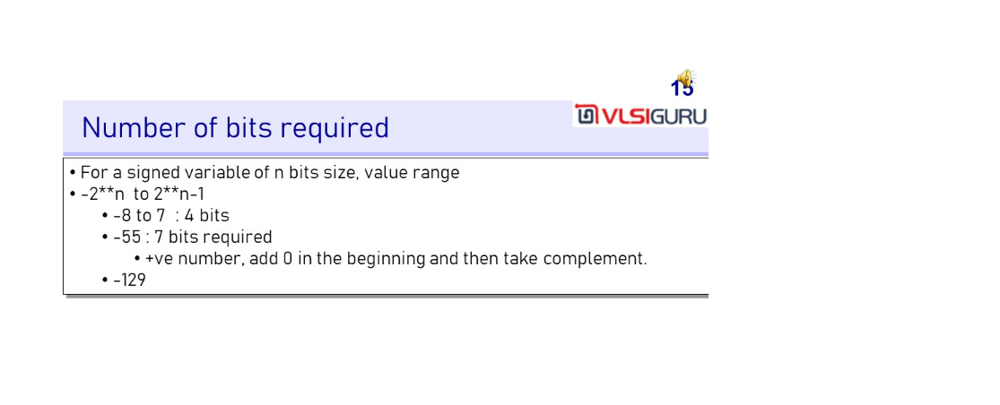 15
VLSIGURU
Number of bits required
• For a signed variable of n bits size, value range
• -2**n to 2**n-1
• -8 to 7 : 4 bits
• -55 : 7 bits required
• +ve number, add 0 in the beginning and then take complement.
• -129